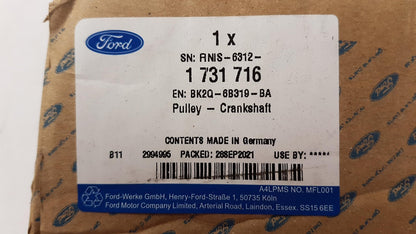 1 x
Ford
SN: FINIS-6312-
1 731 716
EN: BK2Q-6B319-BA
Pulley - Crankshaft
CONTENTS MADE IN Germany
B11 2994995 PACKED: 28SEP2021 USE BY: *****
A4LPMS NO. MFL001
Ford-Werke GmbH, Henry-Ford-Straße 1, 50735 Köln
Ford Motor Company Limited, Arterial Road, Laindon, Essex. SS15 6EE